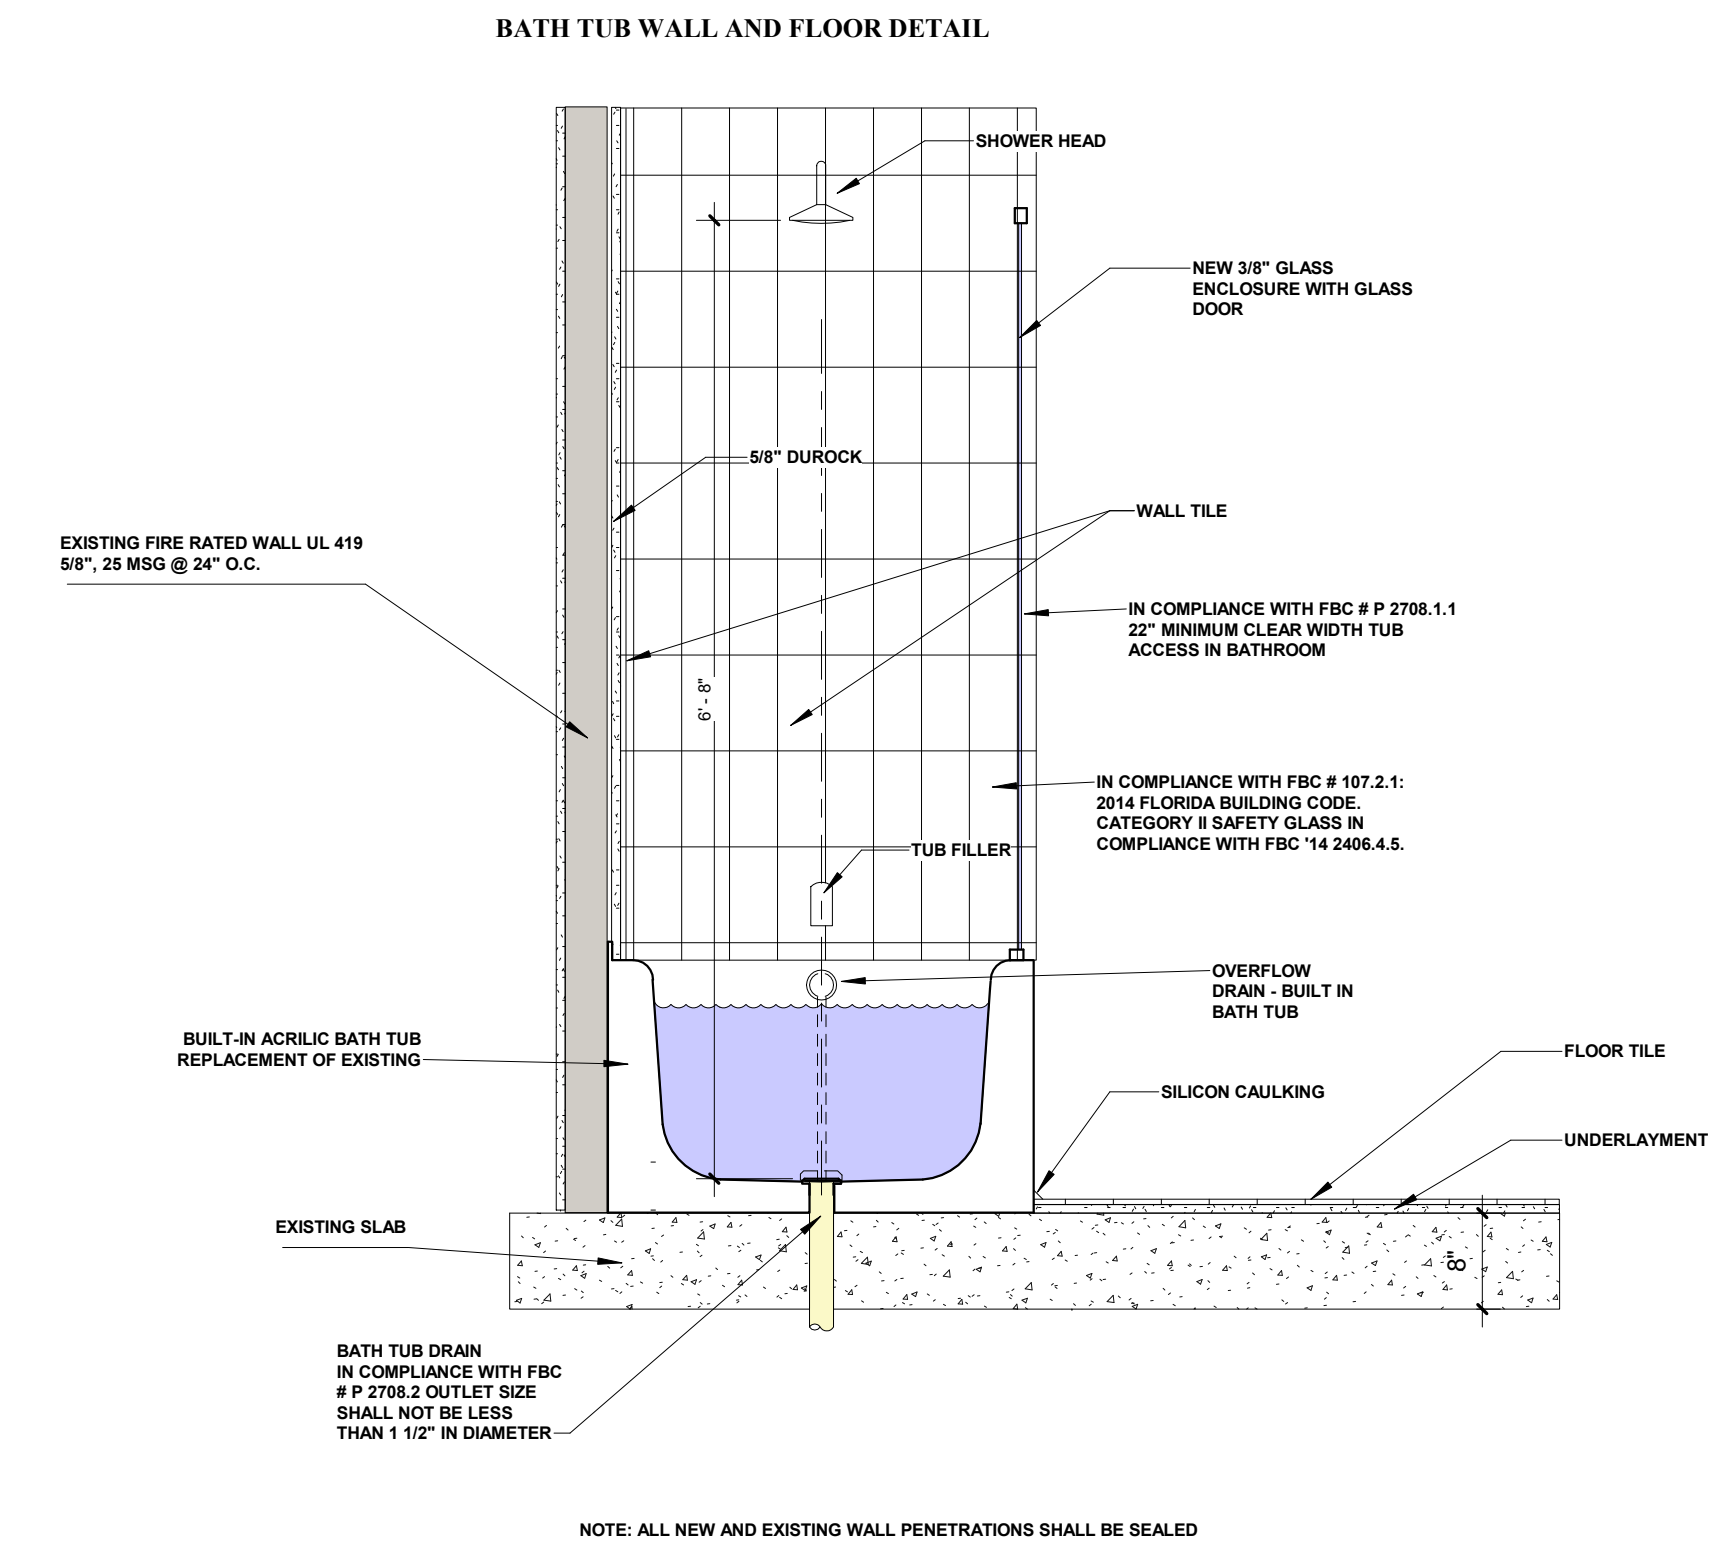 BATH TUB WALL AND FLOOR DETAIL
SHOWER HEAD
NEW 3/8" GLASS
ENCLOSURE WITH GLASS
DOOR
5/8" DUROCK
WALL TILE
EXISTING FIRE RATED WALL UL 419
5/8", 25 MSG @ 24" O.C.
IN COMPLIANCE WITH FBC # P 2708.1.1
22" MINIMUM CLEAR WIDTH TUB
ACCESS IN BATHROOM
6' - 8"
IN COMPLIANCE WITH FBC # 107.2.1:
2014 FLORIDA BUILDING CODE.
CATEGORY II SAFETY GLASS IN
COMPLIANCE WITH FBC '14 2406.4.5.
TUB FILLER
OVERFLOW
DRAIN - BUILT IN
BATH TUB
BUILT-IN ACRILIC BATH TUB
REPLACEMENT OF EXISTING
FLOOR TILE
SILICON CAULKING
UNDERLAYMENT
EXISTING SLAB
8"
BATH TUB DRAIN
IN COMPLIANCE WITH FBC
# P 2708.2 OUTLET SIZE
SHALL NOT BE LESS
THAN 1 1/2" IN DIAMETER
NOTE: ALL NEW AND EXISTING WALL PENETRATIONS SHALL BE SEALED